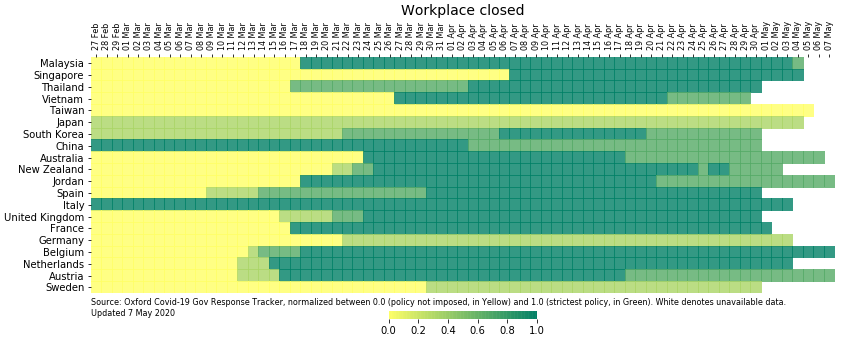 Workplace closed
27 Feb
28 Feb
29 Feb
01 Mar
02 Mar
03 Mar
04 Mar
05 Mar
06 Mar
07 Mar
08 Mar
09 Mar
10 Mar
11 Mar
12 Mar
13 Mar
14 Mar
15 Mar
16 Mar
17 Mar
18 Mar
19 Mar
20 Mar
21 Mar
22 Mar
23 Mar
24 Mar
25 Mar
26 Mar
27 Mar
28 Mar
29 Mar
30 Mar
31 Mar
01 Apr
02 Apr
03 Apr
04 Apr
05 Apr
06 Apr
07 Apr
08 Apr
09 Apr
10 Apr
11 Apr
12 Apr
13 Apr
14 Apr
15 Apr
16 Apr
17 Apr
18 Apr
19 Apr
20 Apr
21 Apr
22 Apr
23 Apr
24 Apr
25 Apr
26 Apr
27 Apr
28 Apr
29 Apr
30 Apr
01 May
02 May
03 May
04 May
05 May
06 May
07 May
Malaysia
Singapore
Thailand
Vietnam
Taiwan
Japan
South Korea
China
Australia
New Zealand
Jordan
Spain
Italy
United Kingdom
France
Germany
Belgium
Netherlands
Austria
Sweden
Source: Oxford Covid-19 Gov Response Tracker, normalized between 0.0 (policy not imposed, in Yellow) and 1.0 (strictest policy, in Green). White denotes unavailable data.
Updated 7 May 2020
0.0 0.2 0.4 0.6 0.8 1.0